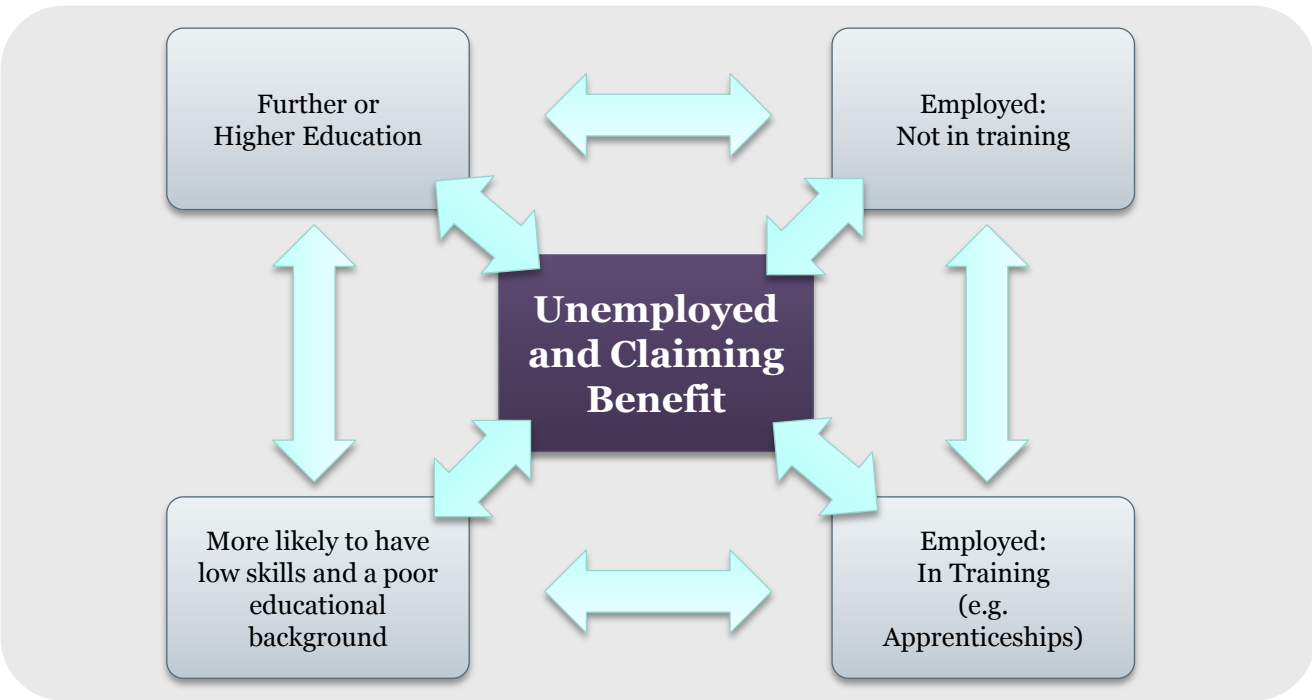 Further or
Higher Education
Employed:
Not in training
Unemployed
and Claiming
Benefit
More likely to have
low skills and a poor
educational
background
Employed:
In Training
(e.g.
Apprenticeships)